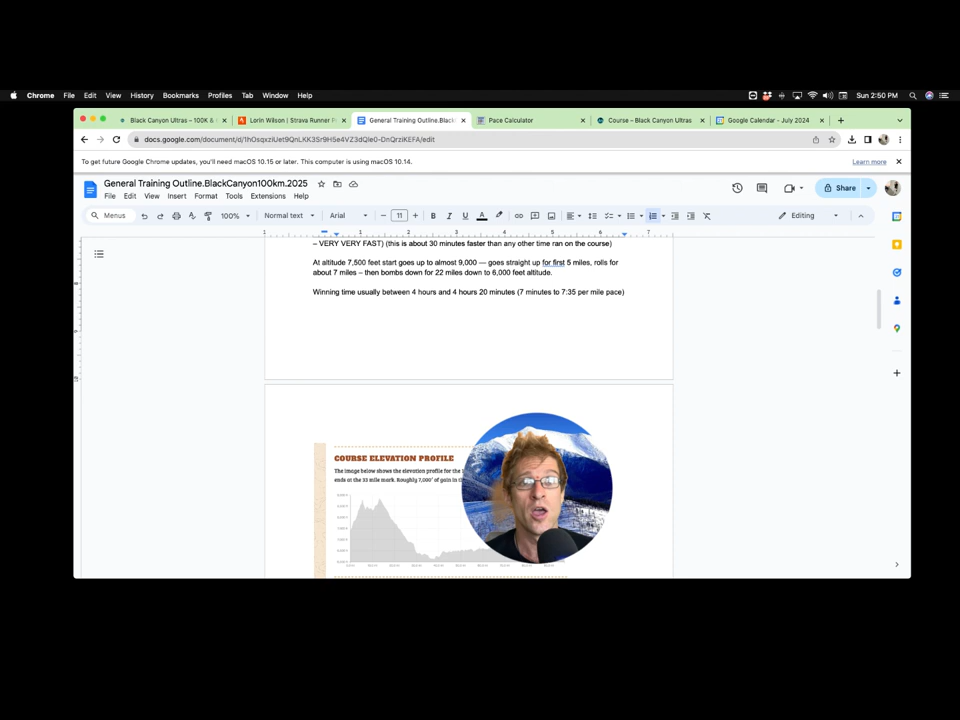 Chrome File Edit View History Bookmarks Profiles Tab Window Help Sun 2:50 PM
Black Canyon Ultras – 100K & Lorin Wilson | Strava Runner P General Training Outline.Black Pace Calculator Course – Black Canyon Ultras Google Calendar - July 2024
To get future Google Chrome updates, you'll need macOS 10.15 or later. This computer is using macOS 10.14. Learn more
General Training Outline.BlackCanyon100km.2025
File Edit View Insert Format Tools Extensions Help
Share
Menus 100% Normal text Arial 11 B I U A Editing
1 1 2 3 4 5 6 7
– VERY VERY FAST) (this is about 30 minutes faster than any other time ran on the course)
At altitude 7,500 feet start goes up to almost 9,000 –– goes straight up for first 5 miles, rolls for
about 7 miles – then bombs down for 22 miles down to 6,000 feet altitude.
Winning time usually between 4 hours and 4 hours 20 minutes (7 minutes to 7:35 per mile pace)
COURSE ELEVATION PROFILE
The image below shows the elevation profile for the
ends at the 33 mile mark. Roughly 7,000' of gain in